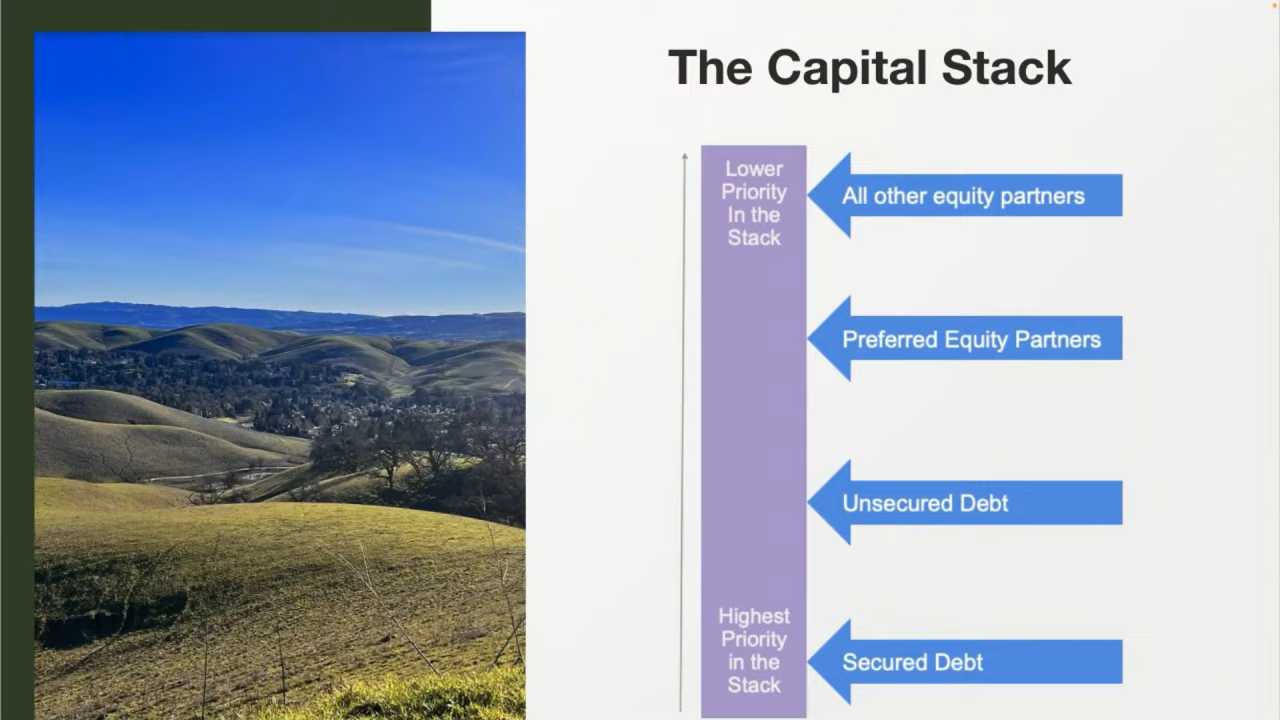 The Capital Stack
Lower
Priority
In the
Stack
All other equity partners
Preferred Equity Partners
Unsecured Debt
Highest
Priority
in the
Stack
Secured Debt